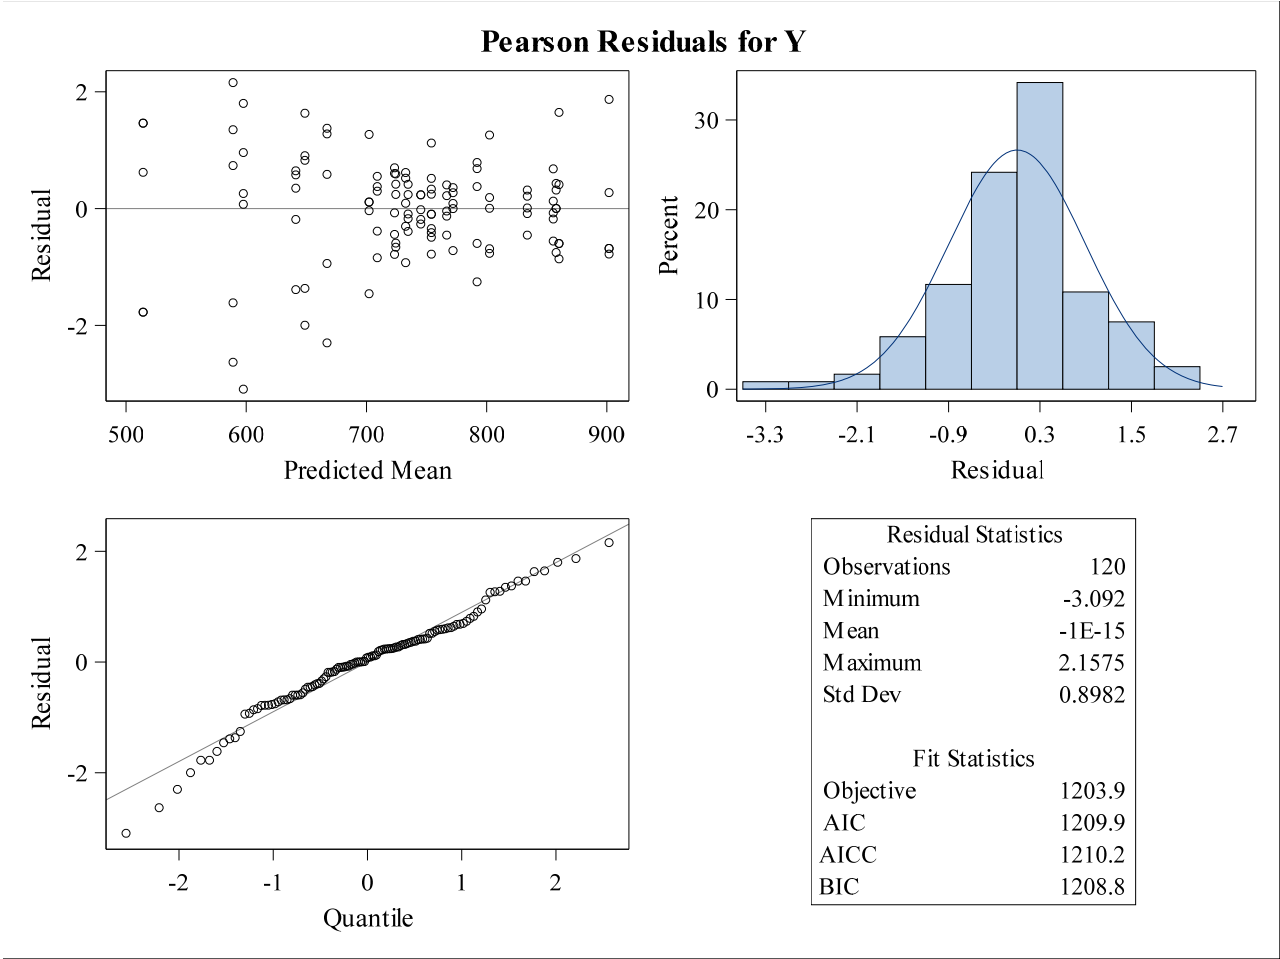 Pearson Residuals for Y
2
0
-2
Residual
500 600 700 800 900
Predicted Mean
30
20
10
0
Percent
-3.3 -2.1 -0.9 0.3 1.5 2.7
Residual
2
0
-2
Residual
-2 -1 0 1 2
Quantile
Residual Statistics
Observations 120
Minimum -3.092
Mean -1E-15
Maximum 2.1575
Std Dev 0.8982
Fit Statistics
Objective 1203.9
AIC 1209.9
AICC 1210.2
BIC 1208.8